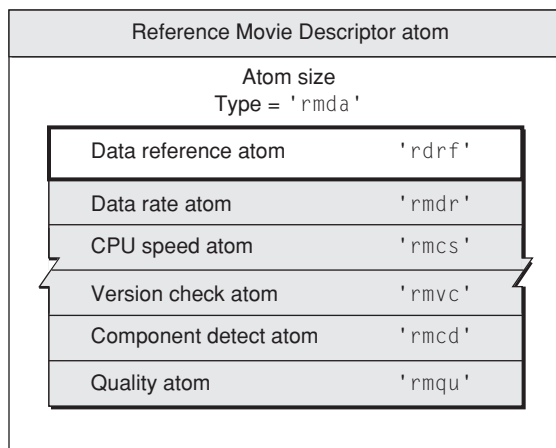 Reference Movie Descriptor atom
Atom size
Type = 'rmda'
Data reference atom 'rdrf'
Data rate atom 'rmdr'
CPU speed atom 'rmcs'
Version check atom 'rmvc'
Component detect atom 'rmcd'
Quality atom 'rmqu'